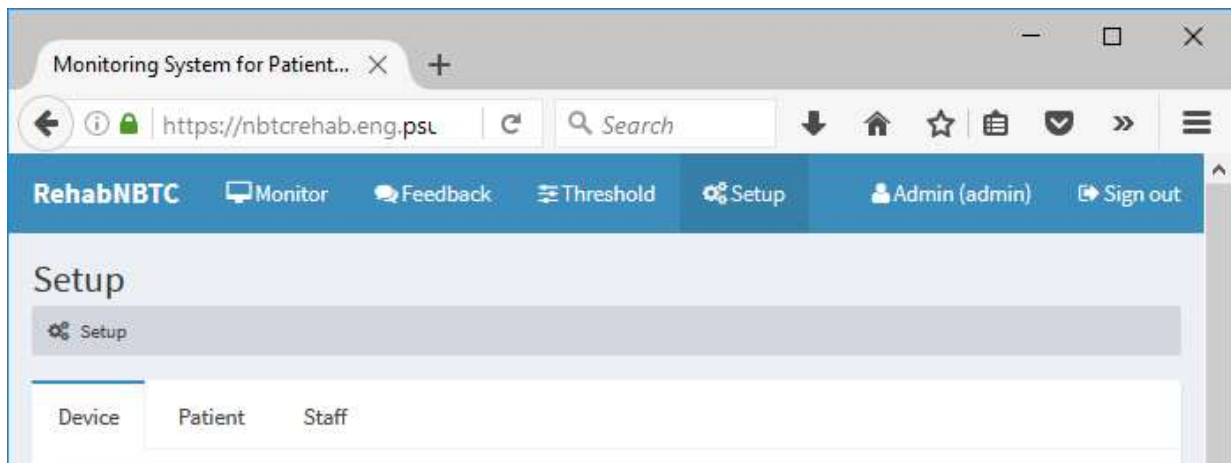 Monitoring System for Patient...
https://nbtcrehab.eng.psu Search
RehabNBTC Monitor Feedback Threshold Setup Admin (admin) Sign out
Setup
Setup
Device Patient Staff